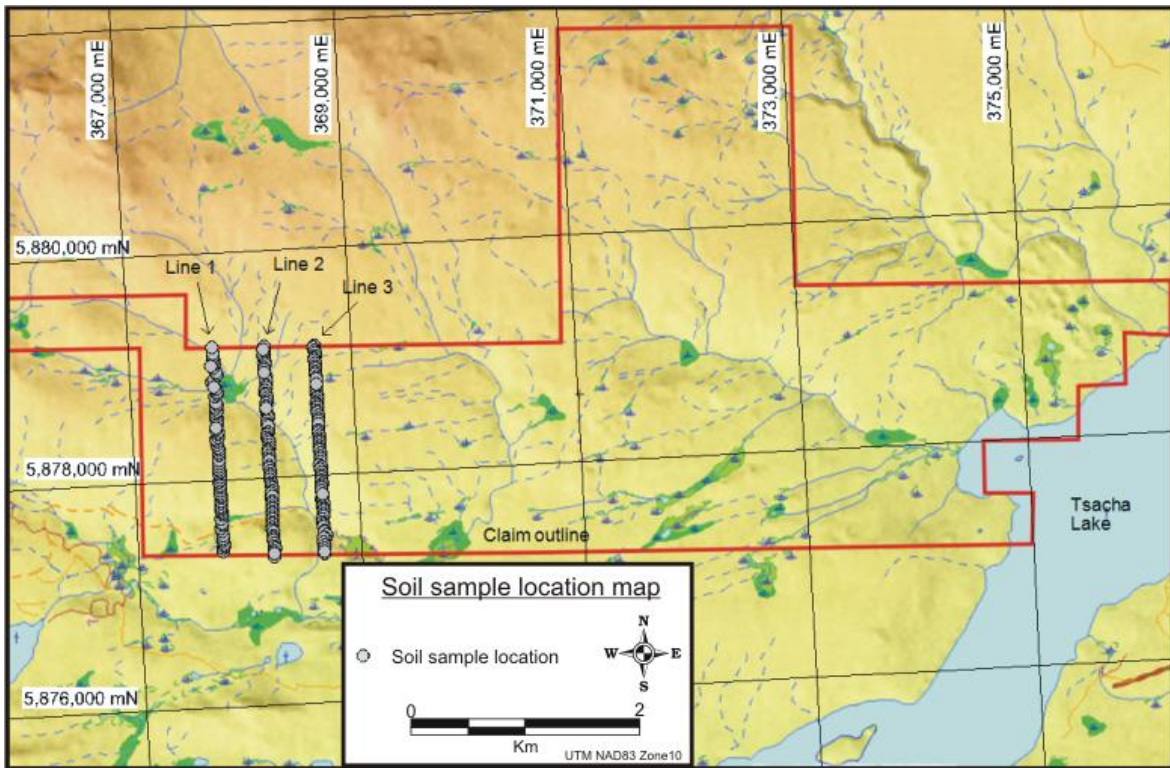 367,000 mE
369,000 mE
371,000 mE
373,000 mE
375,000 mE
5,880,000 mN
Line 1
Line 2
Line 3
5,878,000 mN
Claim outline
Tsacha
Lake
Soil sample location map
Soil sample location
N
W E
S
0 2
Km
UTM NAD83 Zone10
5,876,000 mN